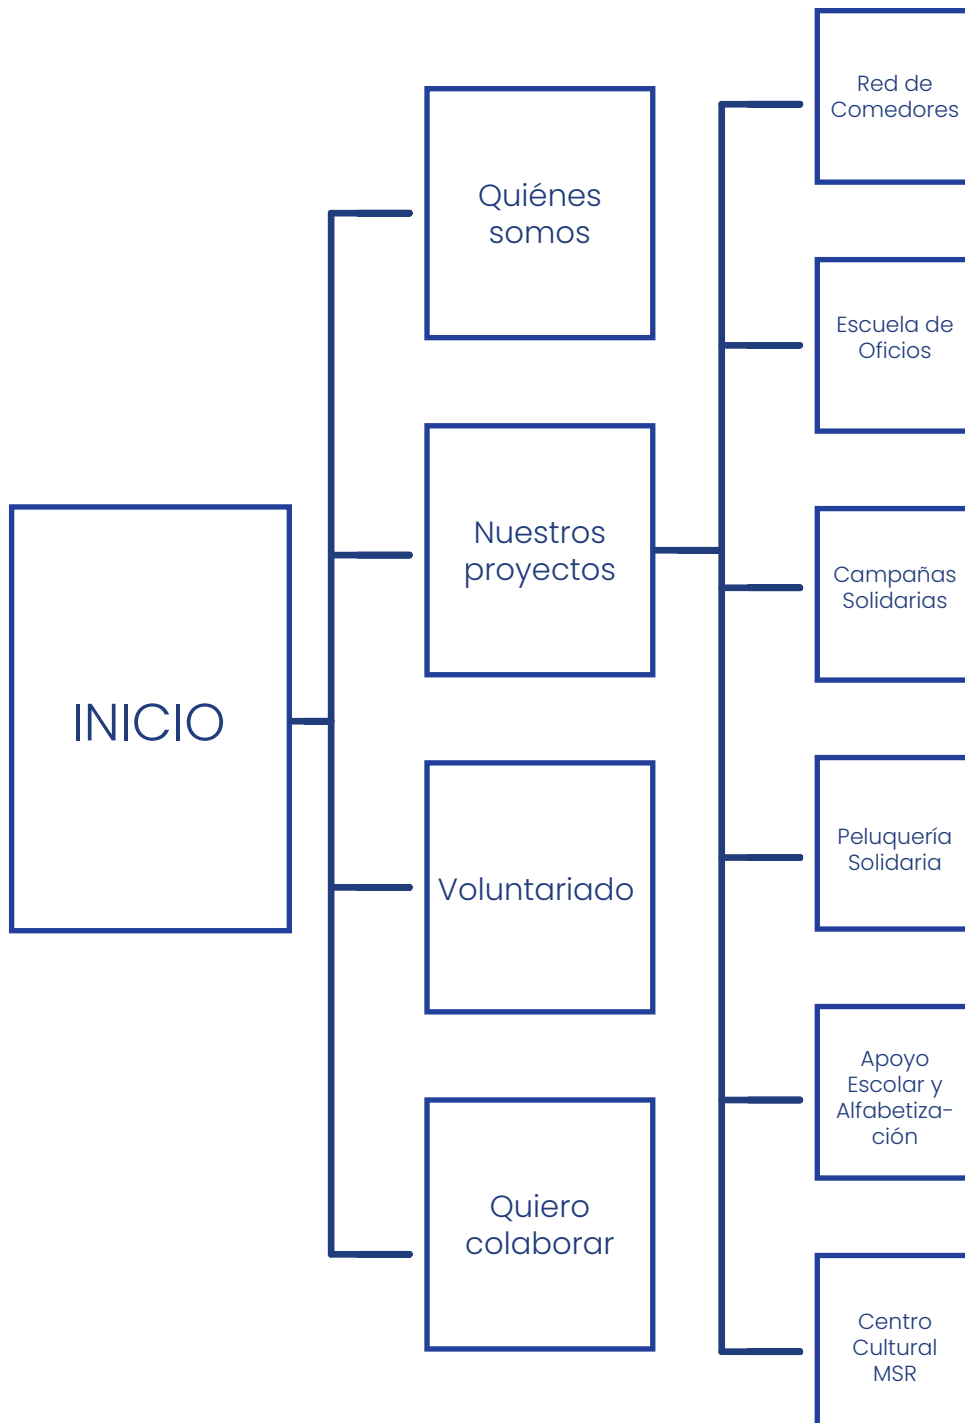 INICIO
Quiénes
somos
Nuestros
proyectos
Voluntariado
Quiero
colaborar
Red de
Comedores
Escuela de
Oficios
Campañas
Solidarias
Peluquería
Solidaria
Apoyo
Escolar y
Alfabetiza-
ción
Centro
Cultural
MSR